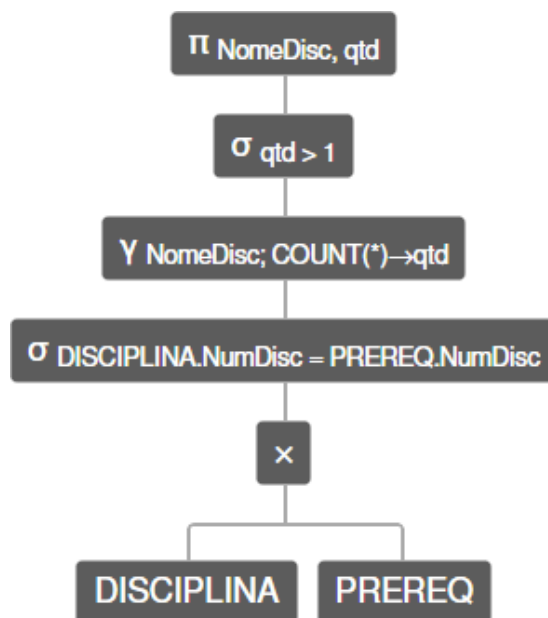 π NomeDisc, qtd
σ qtd > 1
γ NomeDisc; COUNT(*)→qtd
σ DISCIPLINA.NumDisc = PREREQ.NumDisc
×
DISCIPLINA PREREQ